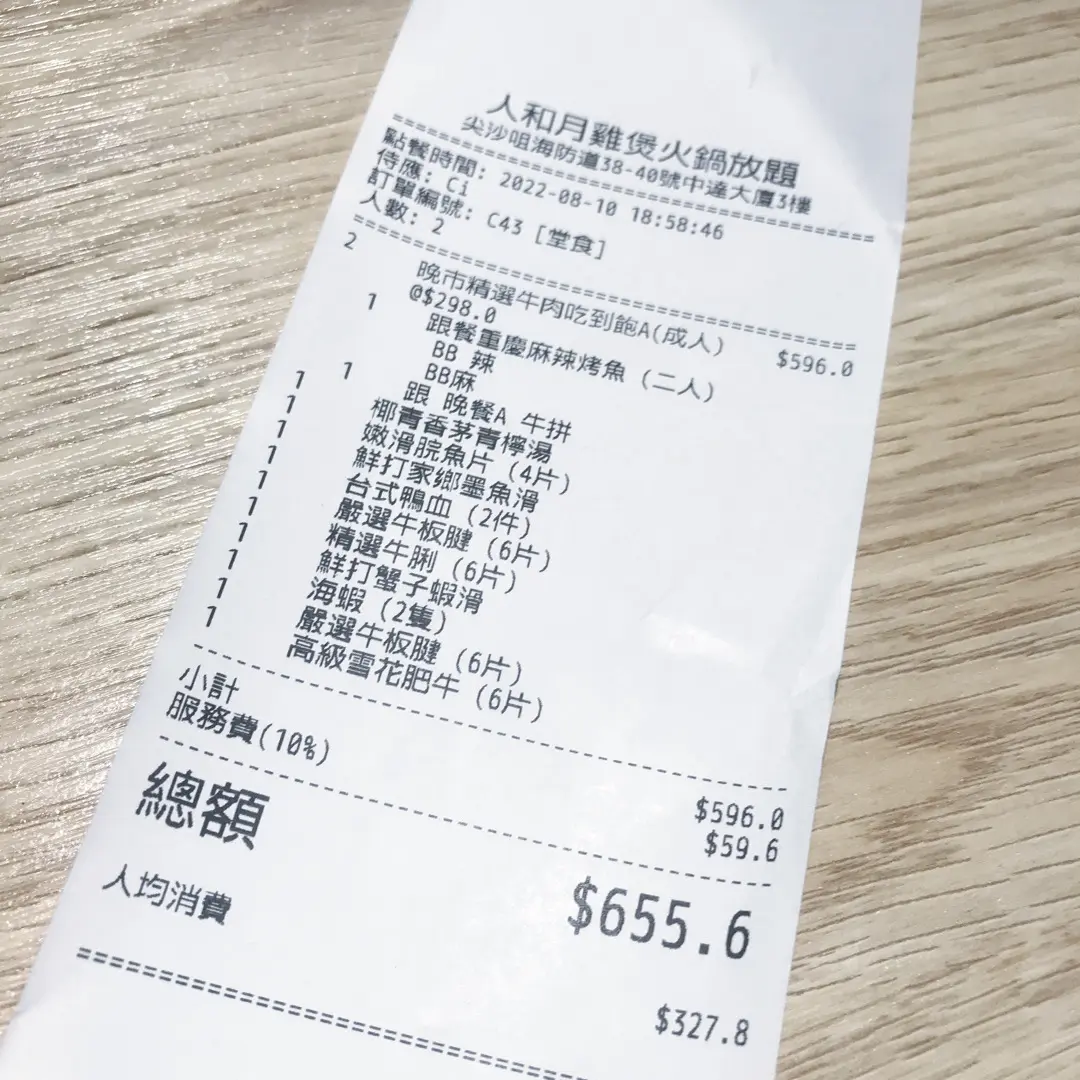 人和月雞煲火鍋放題
尖沙咀海防道38-40號中達大廈3樓
================================
點餐時間: 2022-08-10 18:58:46
侍應: Ci
訂單編號: C43 [堂食]
人數: 2
================================
2 晚市精選牛肉吃到飽A(成人) $596.0
@$298.0
1 跟餐重慶麻辣烤魚 (二人)
BB 辣
BB麻
1 跟 晚餐A 牛拼
1 椰青香茅青檸湯
1 嫩滑脘魚片 (4片)
1 鮮打家鄉墨魚滑
1 台式鴨血 (2件)
1 嚴選牛板腱 (6片)
1 精選牛脷 (6片)
1 鮮打蟹子蝦滑
1 海蝦 (2隻)
1 嚴選牛板腱 (6片)
1 高級雪花肥牛 (6片)
--------------------------------
小計 $596.0
服務費(10%) $59.6
--------------------------------
總額 $655.6
人均消費 $327.8
================================